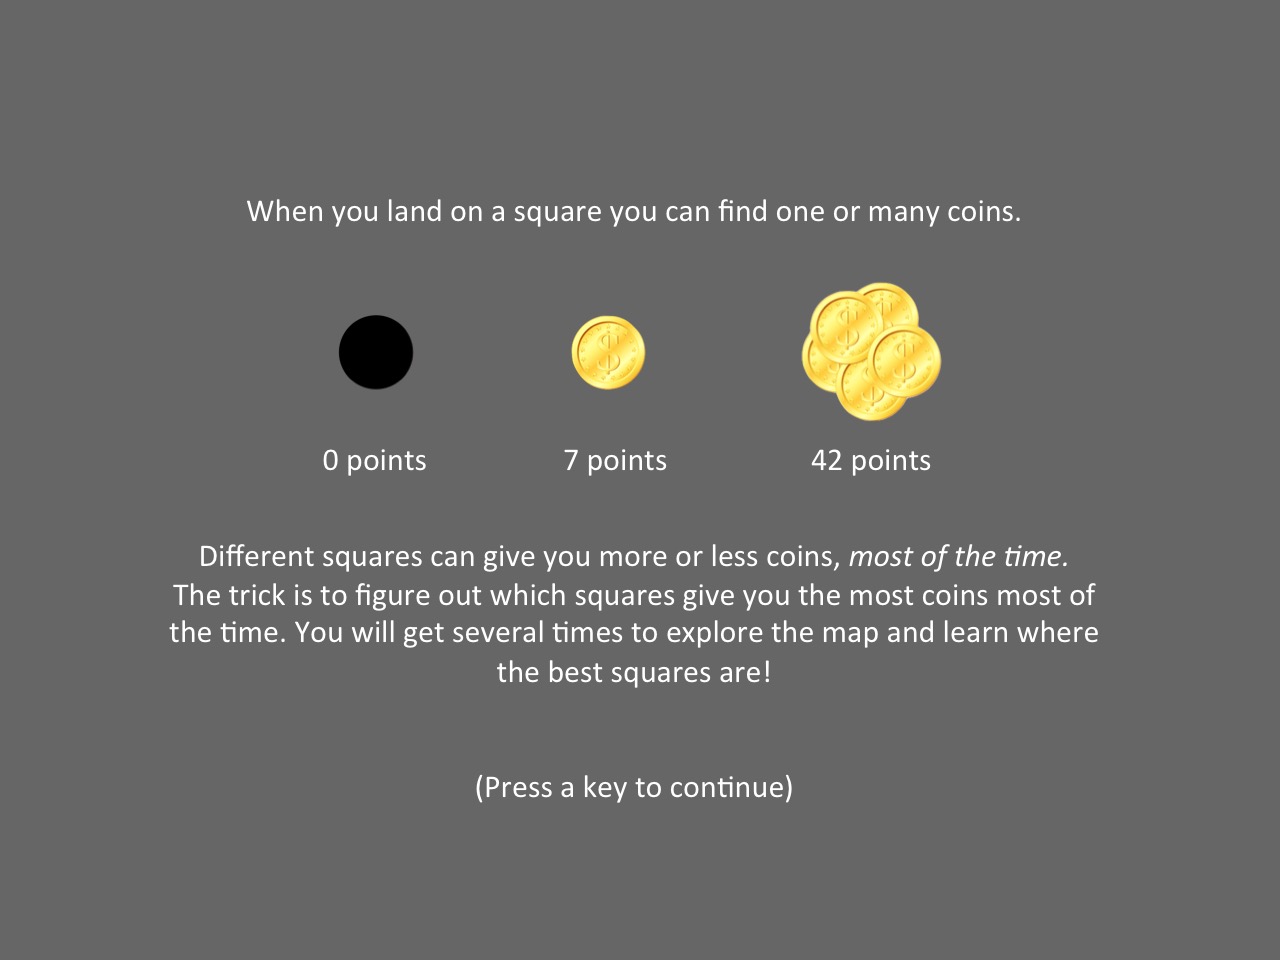 When you land on a square you can find one or many coins.
0 points
7 points
42 points
Different squares can give you more or less coins, most of the time.
The trick is to figure out which squares give you the most coins most of
the time. You will get several times to explore the map and learn where
the best squares are!
(Press a key to continue)